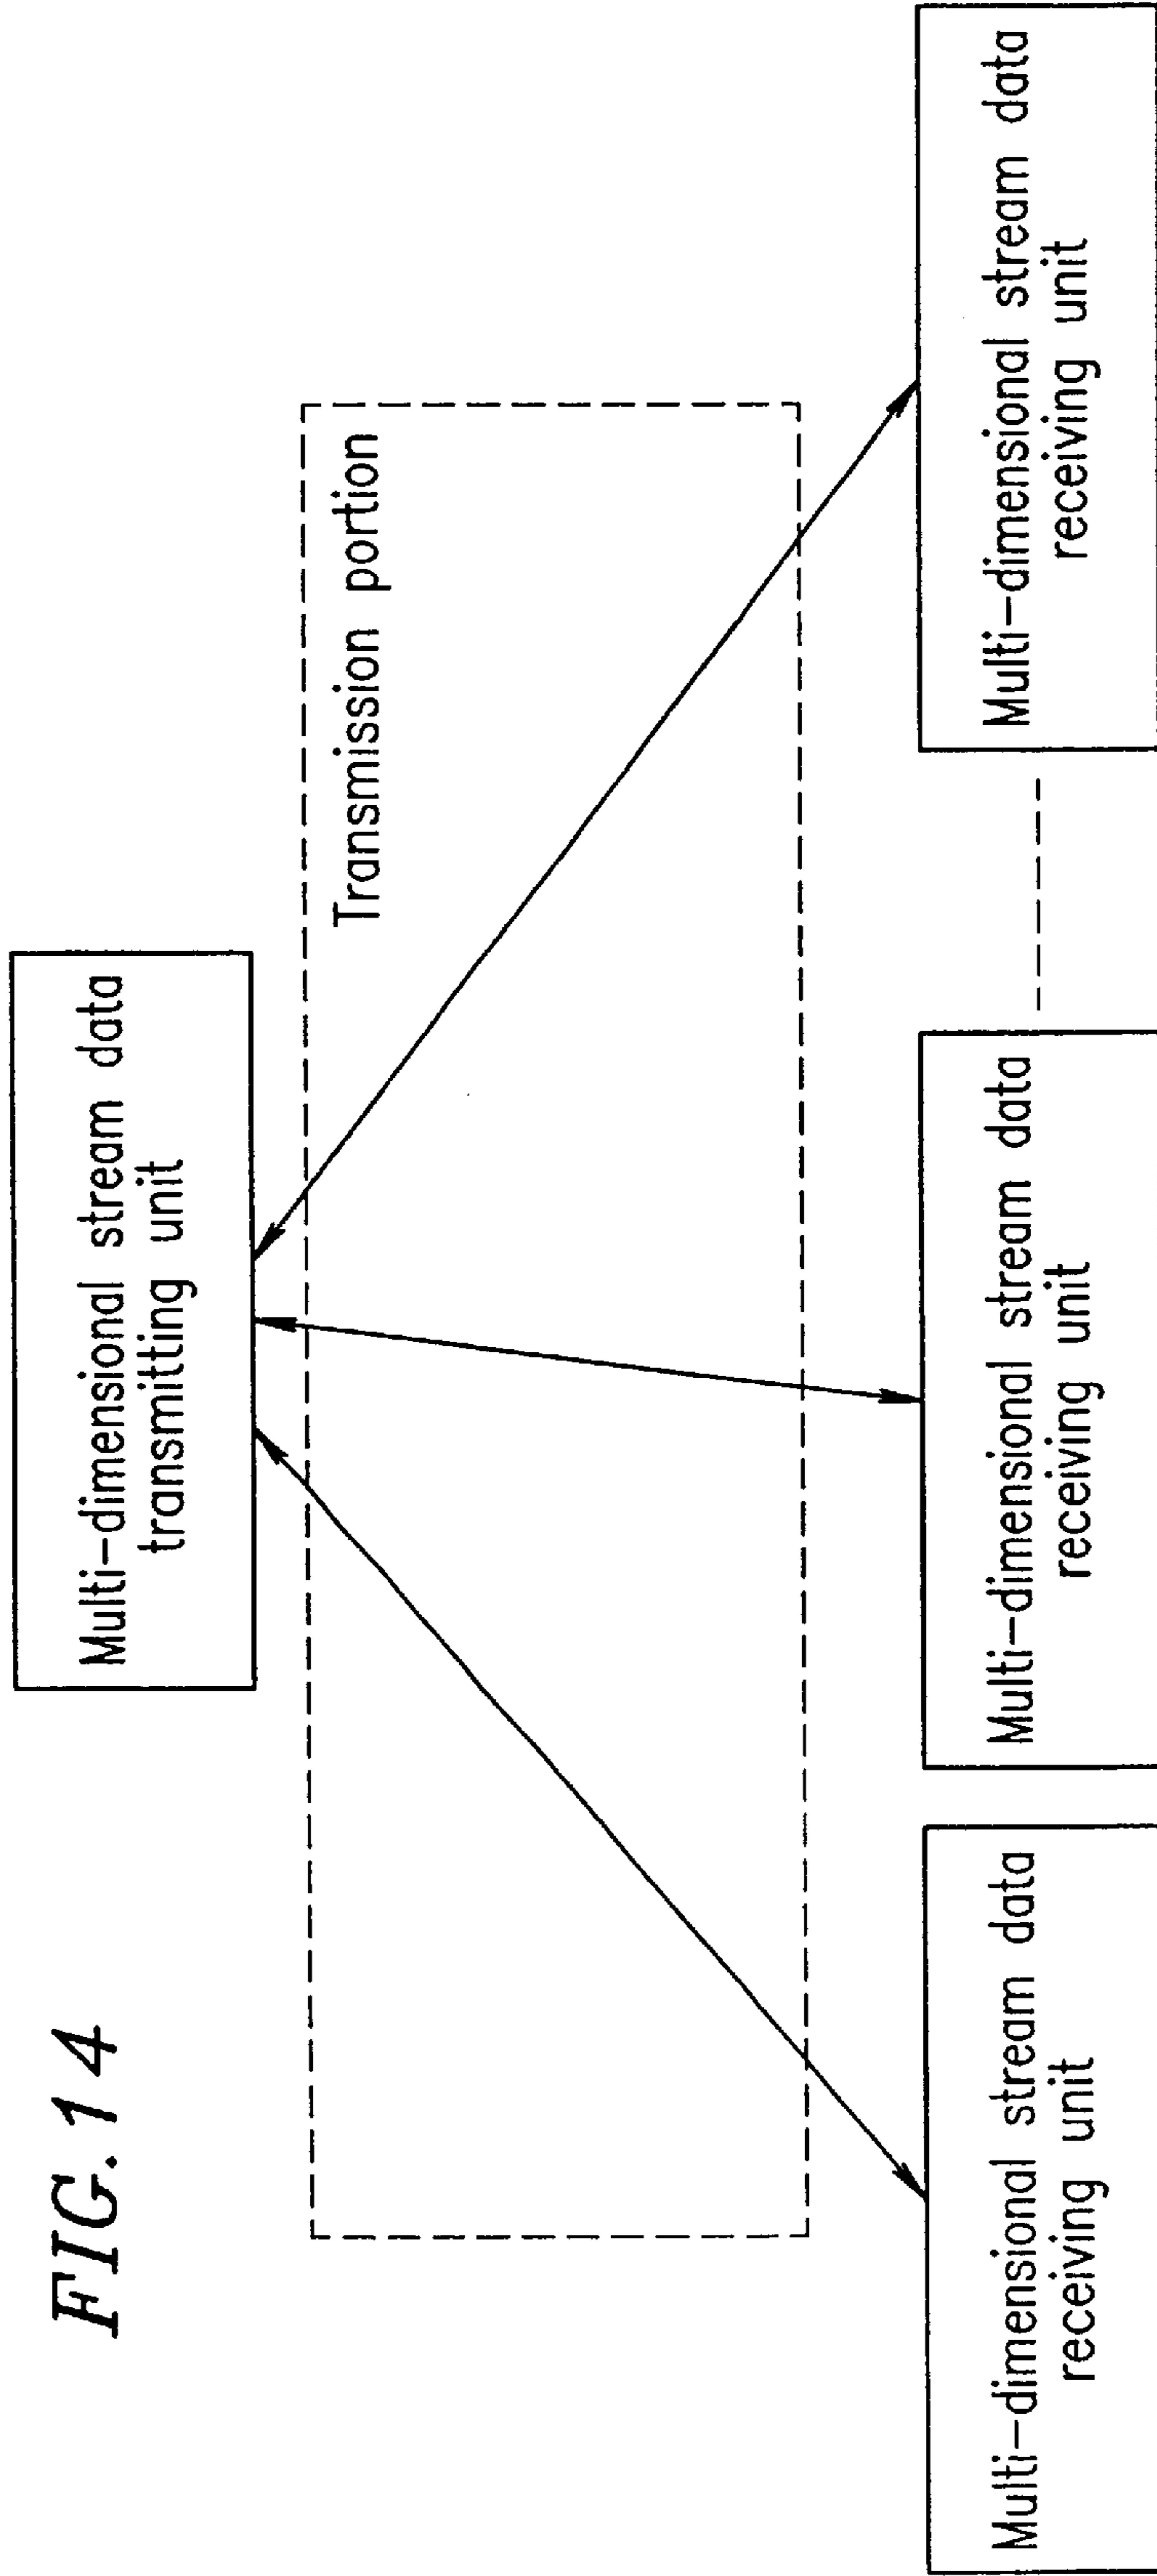 FIG.14
Multi-dimensional stream data
transmitting unit
Transmission portion
Multi-dimensional stream data
receiving unit
Multi-dimensional stream data
receiving unit
Multi-dimensional stream data
receiving unit